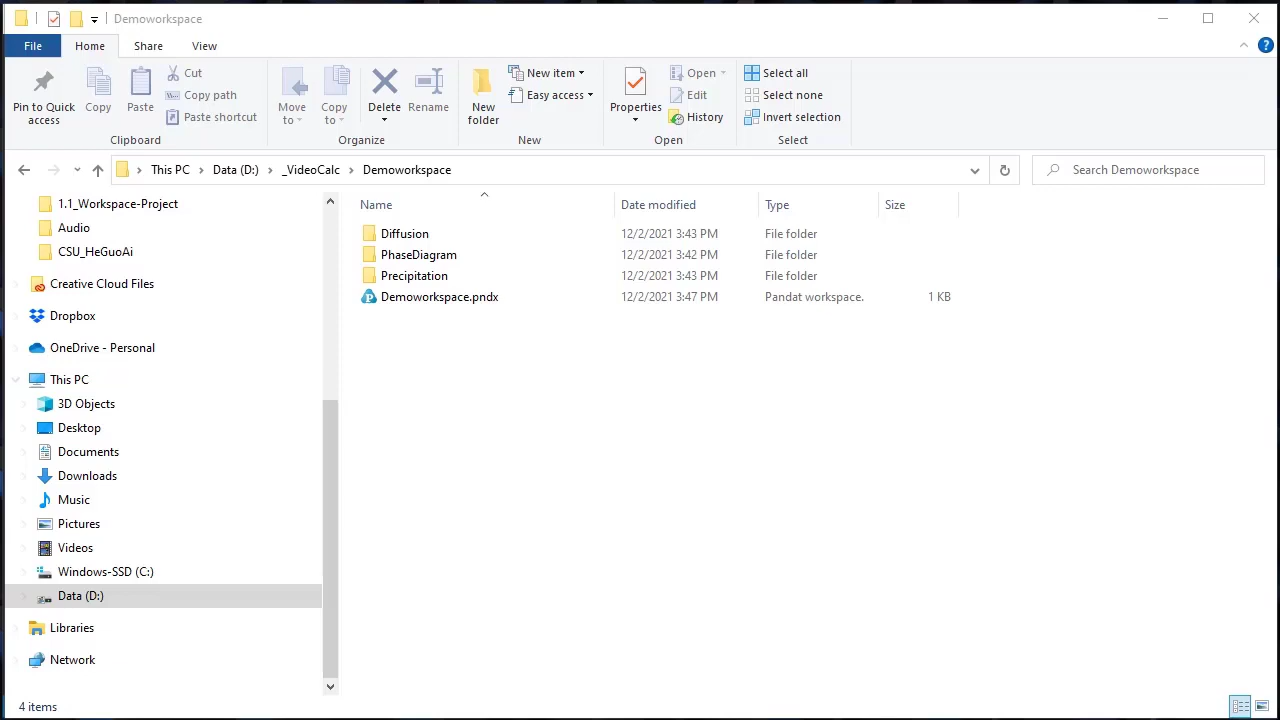 Demoworkspace
File Home Share View
Pin to Quick access
Copy
Paste
Cut
Copy path
Paste shortcut
Clipboard
Move to
Copy to
Delete
Rename
Organize
New folder
New item
Easy access
New
Properties
Open
Edit
History
Open
Select all
Select none
Invert selection
Select
This PC › Data (D:) › _VideoCalc › Demoworkspace
Search Demoworkspace
1.1_Workspace-Project
Audio
CSU_HeGuoAi
Creative Cloud Files
Dropbox
OneDrive - Personal
This PC
3D Objects
Desktop
Documents
Downloads
Music
Pictures
Videos
Windows-SSD (C:)
Data (D:)
Libraries
Network
Name Date modified Type Size
Diffusion 12/2/2021 3:43 PM File folder
PhaseDiagram 12/2/2021 3:42 PM File folder
Precipitation 12/2/2021 3:43 PM File folder
Demoworkspace.pndx 12/2/2021 3:47 PM Pandat workspace. 1 KB
4 items